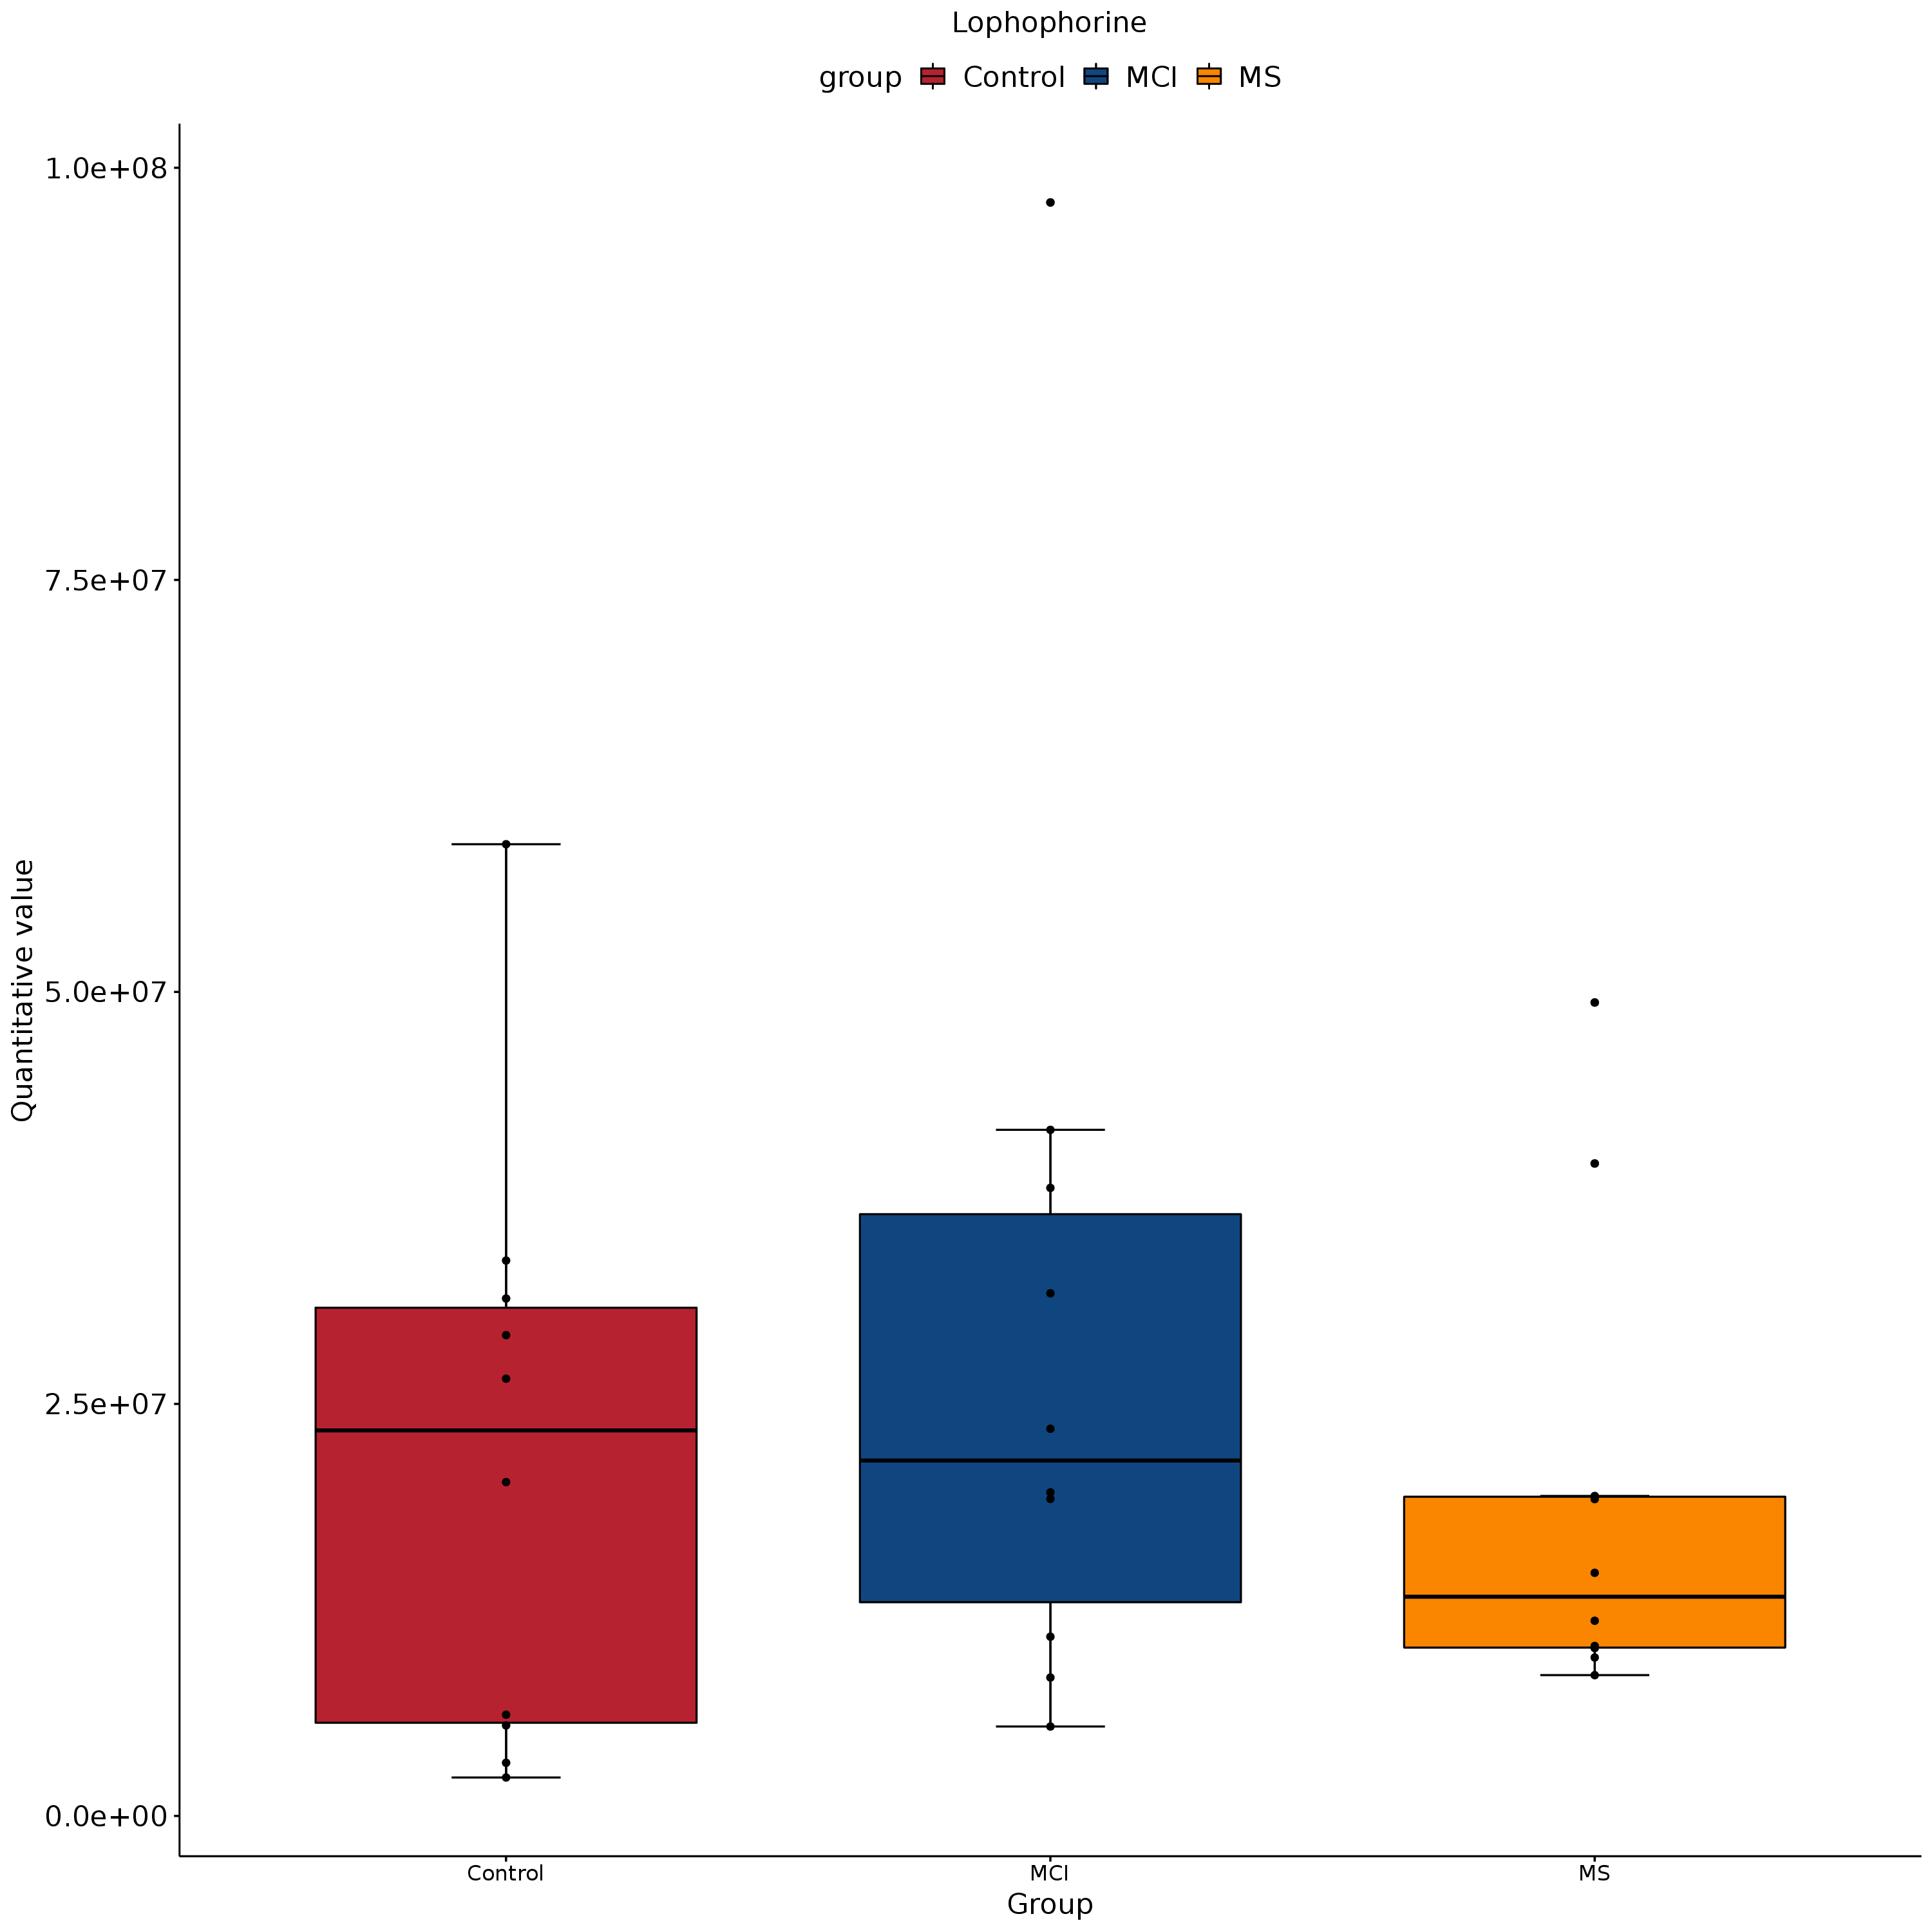 Lophophorine
group Control MCI MS
1.0e+08
7.5e+07
5.0e+07
2.5e+07
0.0e+00
Quantitative value
Control MCI MS
Group